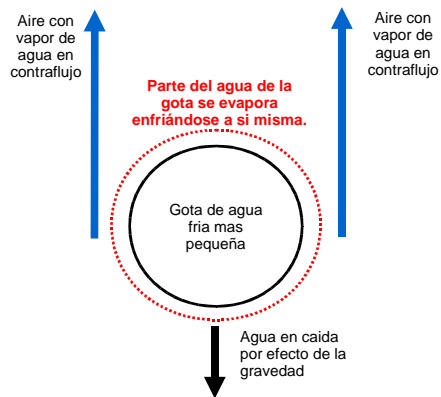 Aire con
vapor de
agua en
contraflujo
Aire con
vapor de
agua en
contraflujo
Parte del agua de la
gota se evapora
enfriándose a si misma.
Gota de agua
fria mas
pequeña
Agua en caida
por efecto de la
gravedad